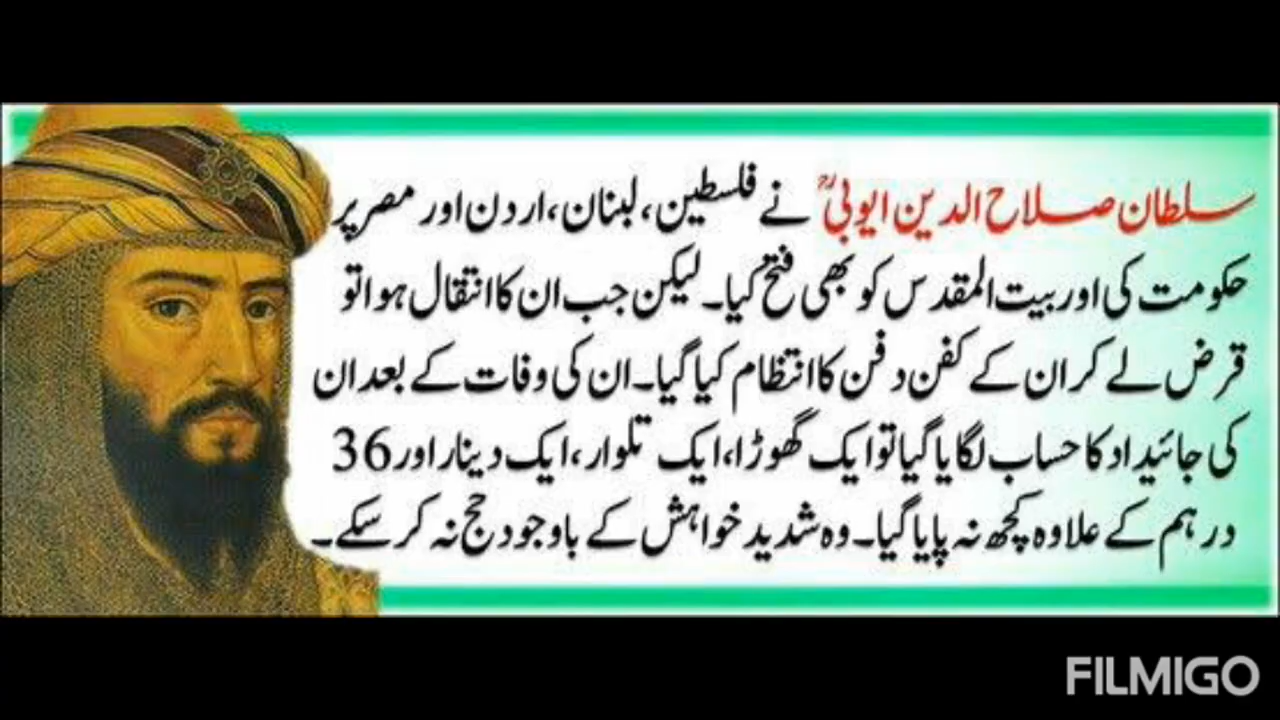 سلطان صلاح الدین ایوبیؒ نے فلسطین، لبنان، اردن اور مصر پر
حکومت کی اور بیت المقدس کو بھی فتح کیا۔ لیکن جب ان کا انتقال ہوا تو
قرض لے کر ان کے کفن دفن کا انتظام کیا گیا۔ ان کی وفات کے بعد ان
کی جائیداد کا حساب لگایا گیا تو ایک گھوڑا، ایک تلوار، ایک دینار اور 36
درہم کے علاوہ کچھ نہ پایا گیا۔ وہ شدید خواہش کے باوجود حج نہ کر سکے۔
FILMIGO